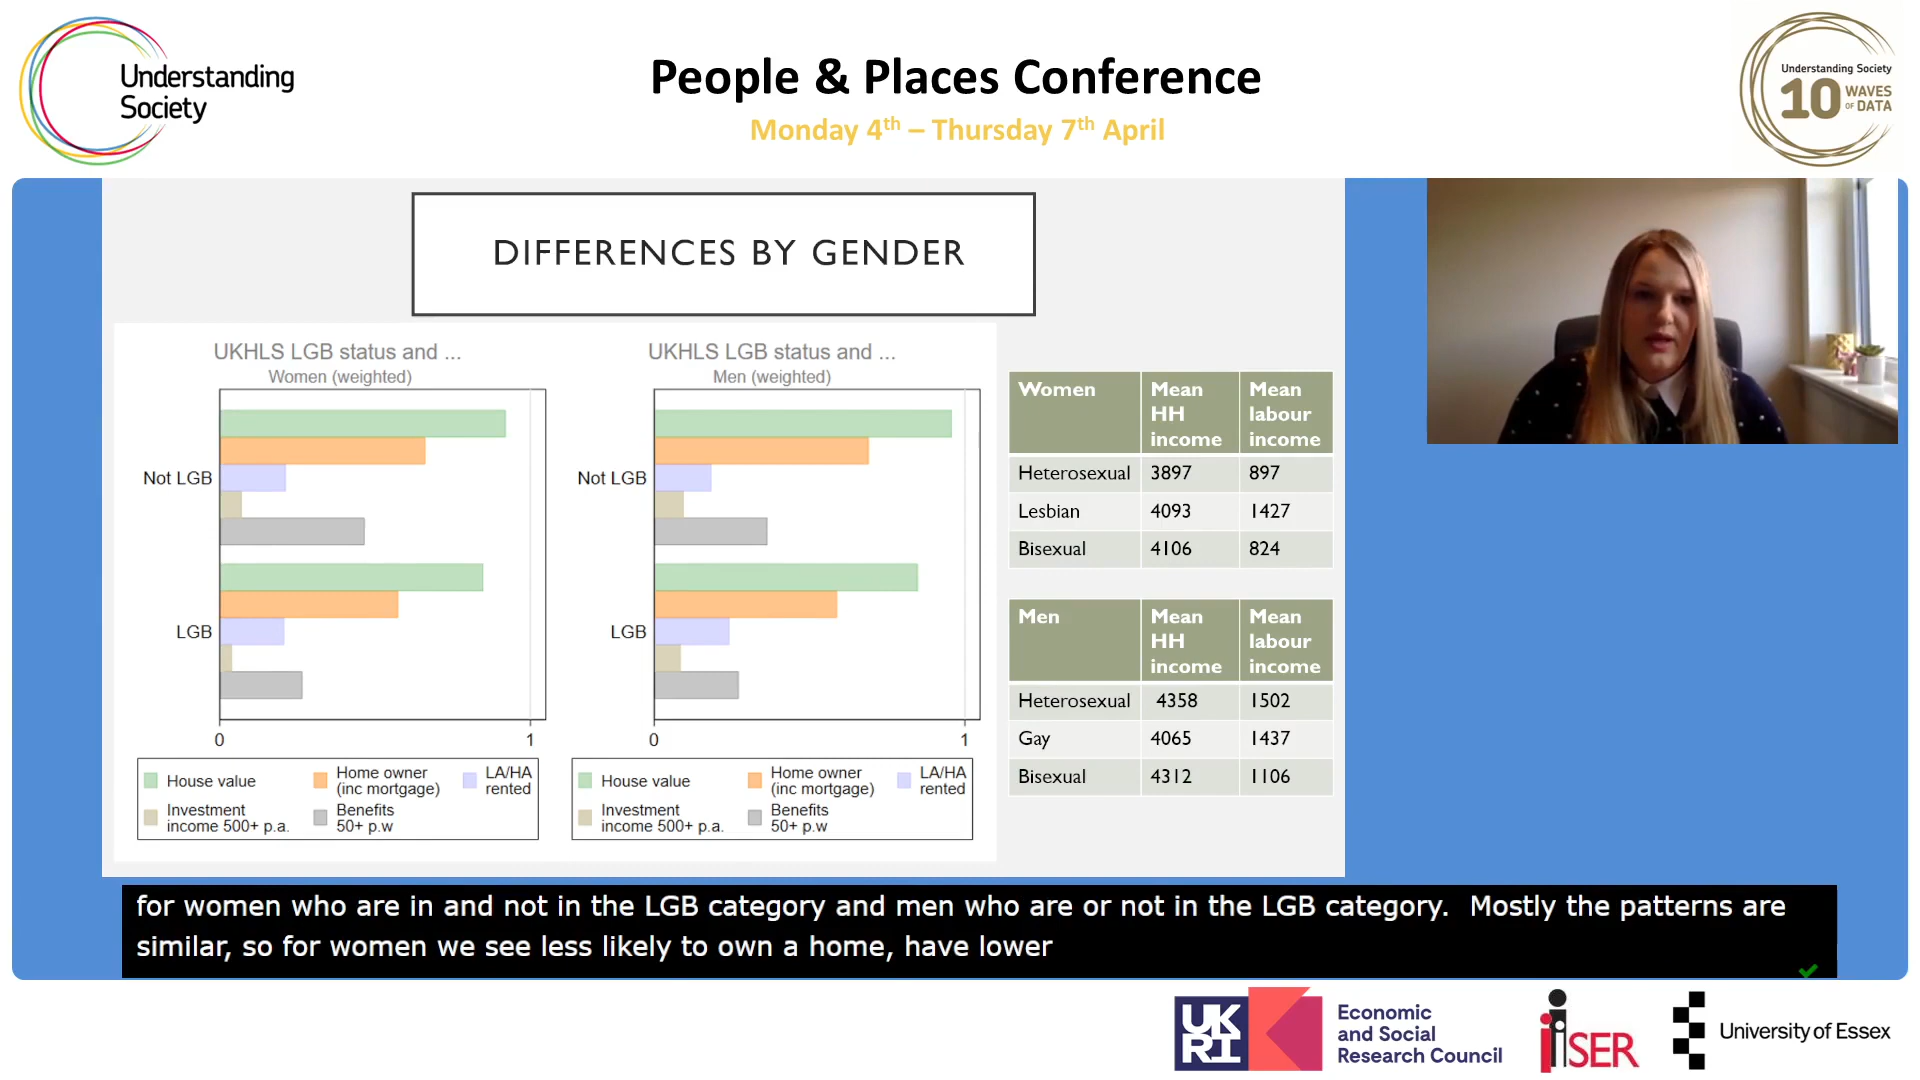 Understanding
Society
People & Places Conference
Monday 4th – Thursday 7th April
Understanding Society
10 WAVES
OF DATA
DIFFERENCES BY GENDER
UKHLS LGB status and ...
Women (weighted)
Not LGB
LGB
0 1
House value
Home owner
(inc mortgage)
LA/HA
rented
Investment
income 500+ p.a.
Benefits
50+ p.w
UKHLS LGB status and ...
Men (weighted)
Not LGB
LGB
0 1
House value
Home owner
(inc mortgage)
LA/HA
rented
Investment
income 500+ p.a.
Benefits
50+ p.w
Women Mean HH income Mean labour income
Heterosexual 3897 897
Lesbian 4093 1427
Bisexual 4106 824
Men Mean HH income Mean labour income
Heterosexual 4358 1502
Gay 4065 1437
Bisexual 4312 1106
for women who are in and not in the LGB category and men who are or not in the LGB category. Mostly the patterns are
similar, so for women we see less likely to own a home, have lower
UK
RI
Economic
and Social
Research Council
iSER
University of Essex